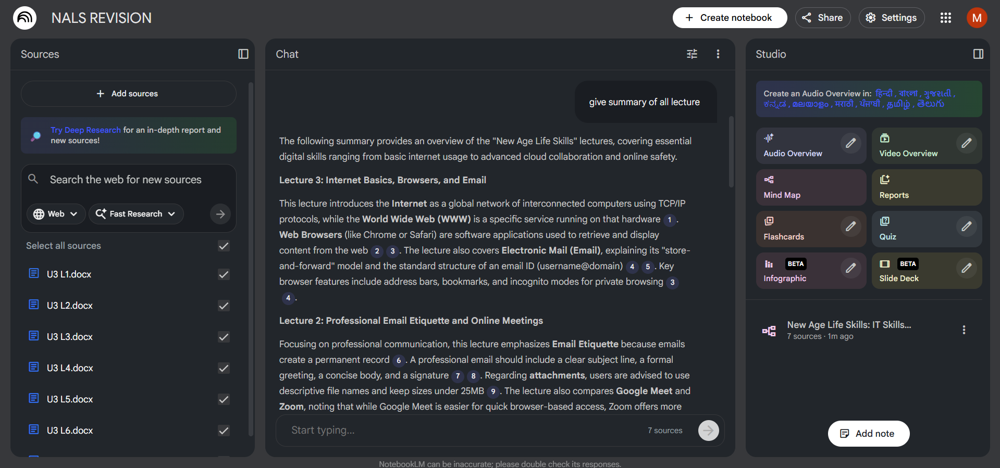 NALS REVISION
Create notebook
Share
Settings
M
Sources
Add sources
Try Deep Research for an in-depth report and
new sources!
Search the web for new sources
Web
Fast Research
Select all sources
U3 L1.docx
U3 L2.docx
U3 L3.docx
U3 L4.docx
U3 L5.docx
U3 L6.docx
Chat
give summary of all lecture
The following summary provides an overview of the "New Age Life Skills" lectures, covering essential
digital skills ranging from basic internet usage to advanced cloud collaboration and online safety.
Lecture 3: Internet Basics, Browsers, and Email
This lecture introduces the Internet as a global network of interconnected computers using TCP/IP
protocols, while the World Wide Web (WWW) is a specific service running on that hardware 1 .
Web Browsers (like Chrome or Safari) are software applications used to retrieve and display
content from the web 2 3 . The lecture also covers Electronic Mail (Email), explaining its "store-
and-forward" model and the standard structure of an email ID (username@domain) 4 5 . Key
browser features include address bars, bookmarks, and incognito modes for private browsing 3
4 .
Lecture 2: Professional Email Etiquette and Online Meetings
Focusing on professional communication, this lecture emphasizes Email Etiquette because emails
create a permanent record 6 . A professional email should include a clear subject line, a formal
greeting, a concise body, and a signature 7 8 . Regarding attachments, users are advised to use
descriptive file names and keep sizes under 25MB 9 . The lecture also compares Google Meet and
Zoom, noting that while Google Meet is easier for quick browser-based access, Zoom offers more
Start typing...
7 sources
NotebookLM can be inaccurate; please double check its responses.
Studio
Create an Audio Overview in: हिन्दी , বাংলা , ગુજરાતી ,
ಕನ್ನಡ , മലയാളം , मराठी , ਪੰਜਾਬੀ , தமிழ் , తెలుగు
Audio Overview
Video Overview
Mind Map
Reports
Flashcards
Quiz
BETA
Infographic
BETA
Slide Deck
New Age Life Skills: IT Skills...
7 sources · 1m ago
Add note